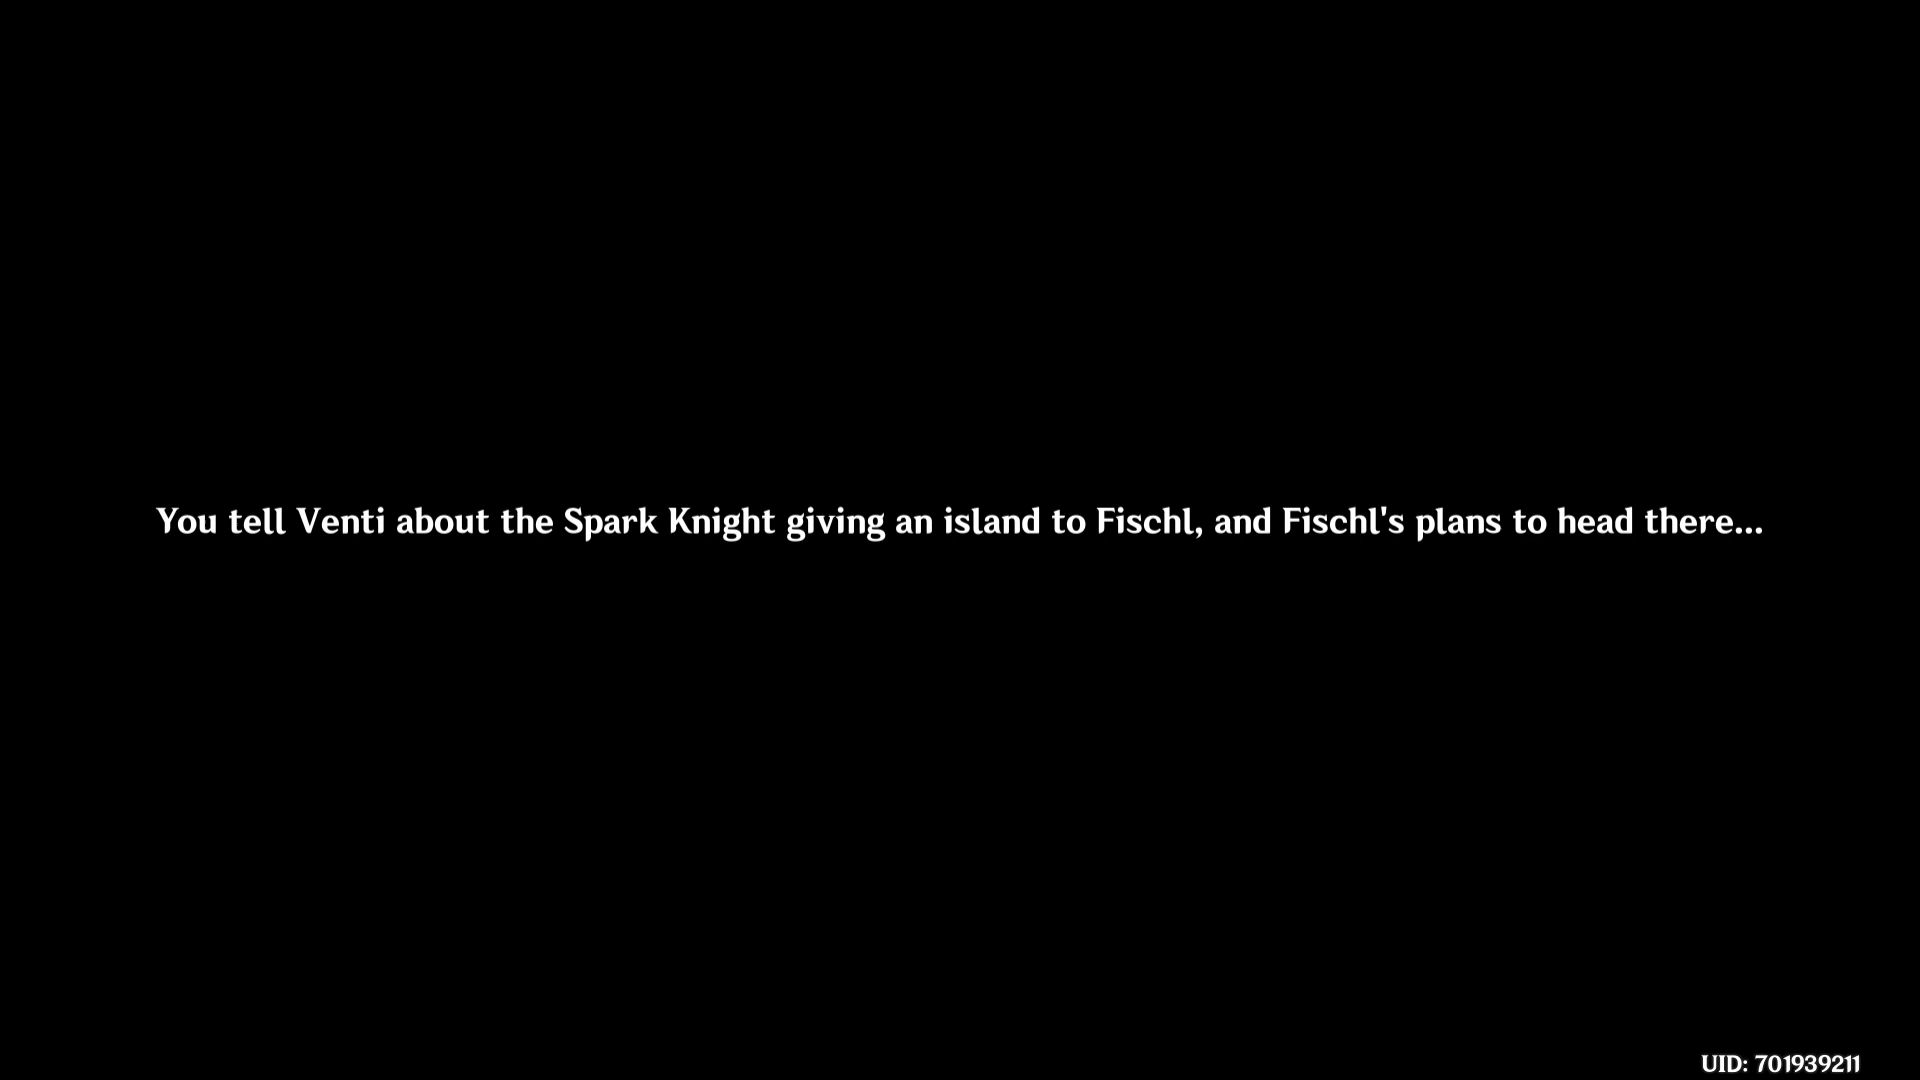 You tell Venti about the Spark Knight giving an island to Fischl, and Fischl's plans to head there...
UID: 701939211